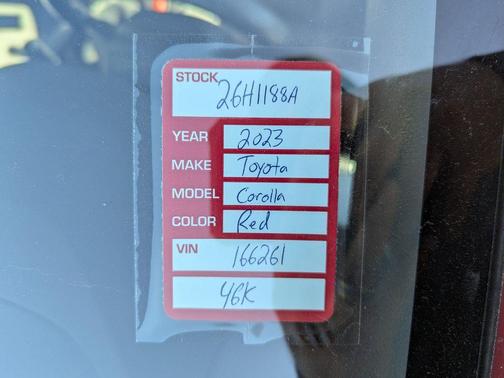 STOCK 26H1188A
YEAR 2023
MAKE Toyota
MODEL Corolla
COLOR Red
VIN 166261
46K